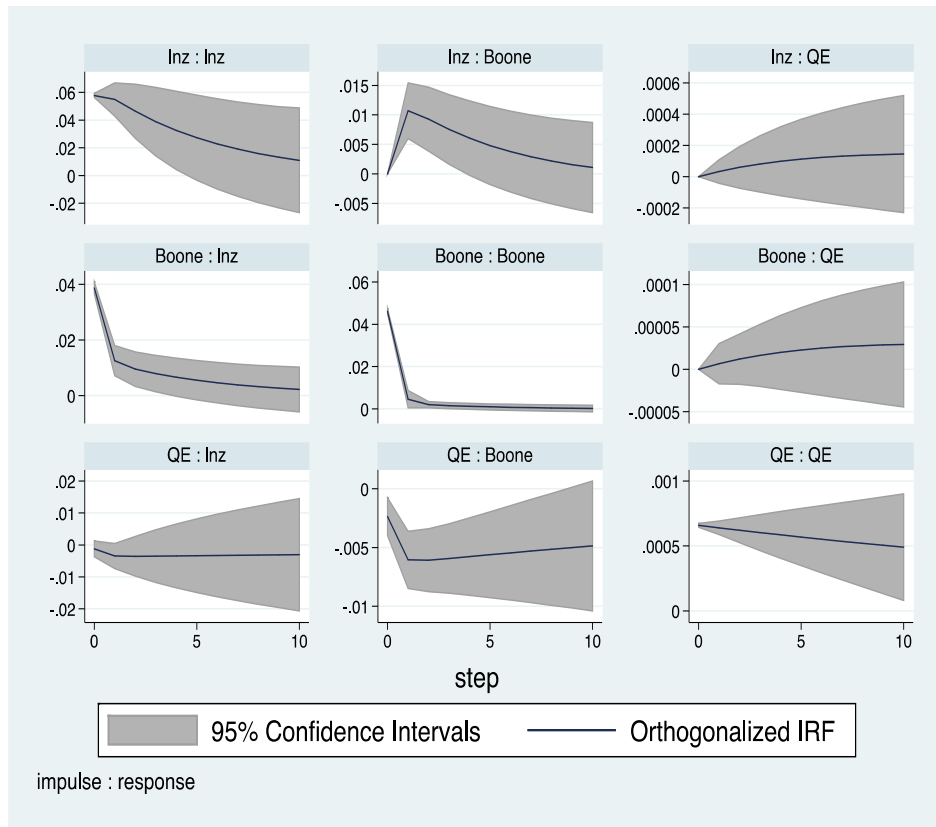 lnz : lnz
lnz : Boone
lnz : QE
.06
.04
.02
0
-.02
.015
.01
.005
0
-.005
.0006
.0004
.0002
0
-.0002
Boone : lnz
Boone : Boone
Boone : QE
.04
.02
0
.06
.04
.02
0
.0001
.00005
0
-.00005
QE : lnz
QE : Boone
QE : QE
.02
.01
0
-.01
-.02
0
-.005
-.01
.001
.0005
0
0 5 10
0 5 10
0 5 10
step
95% Confidence Intervals
Orthogonalized IRF
impulse : response